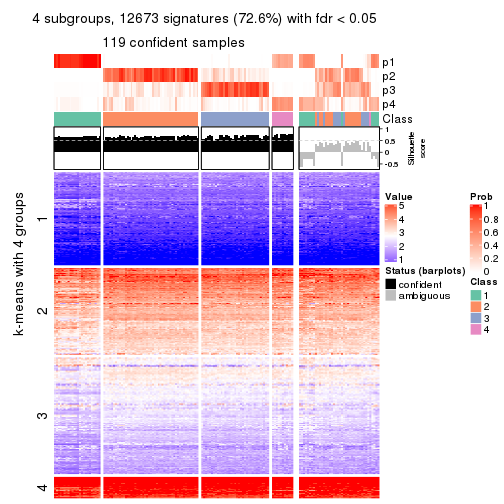 4 subgroups, 12673 signatures (72.6%) with fdr < 0.05
119 confident samples
p1
p2
p3
p4
Class
1
0.5
0
-0.5
Silhouette
score
k-means with 4 groups
1
2
3
4
Value
5
4
3
2
1
Status (barplots)
confident
ambiguous
Prob
1
0.8
0.6
0.4
0.2
0
Class
1
2
3
4